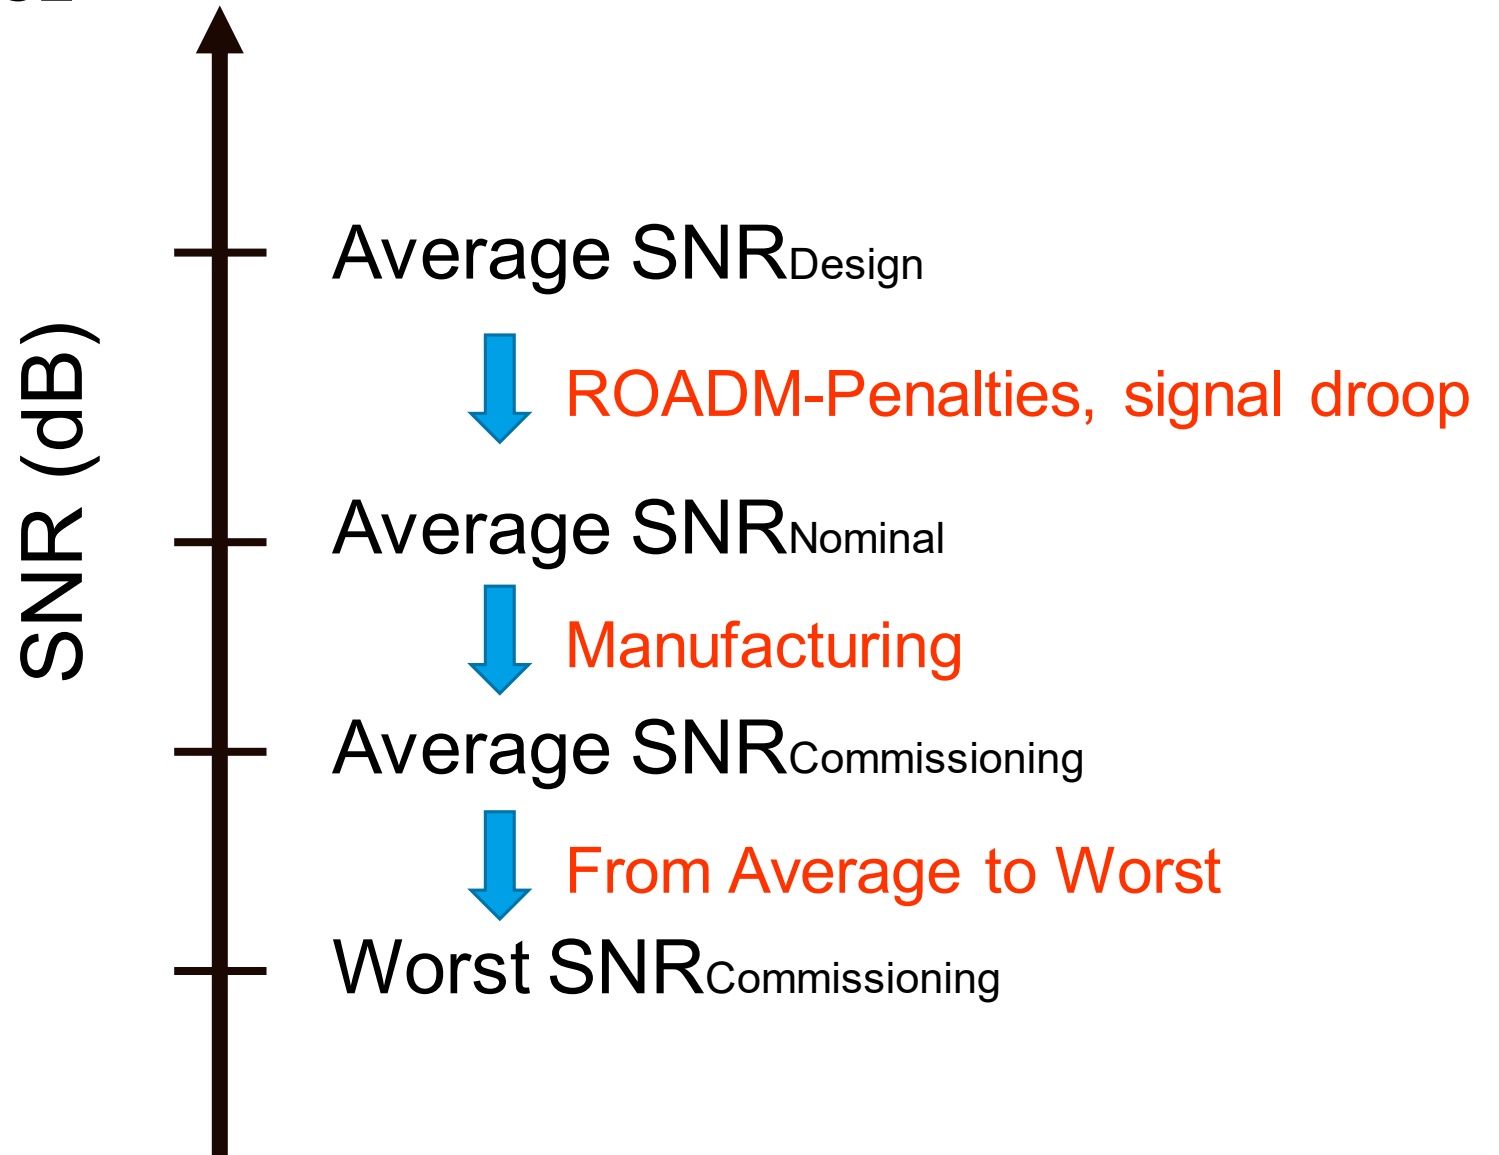 SNR (dB)
Average SNRDesign
ROADM-Penalties, signal droop
Average SNRNominal
Manufacturing
Average SNRCommissioning
From Average to Worst
Worst SNRCommissioning